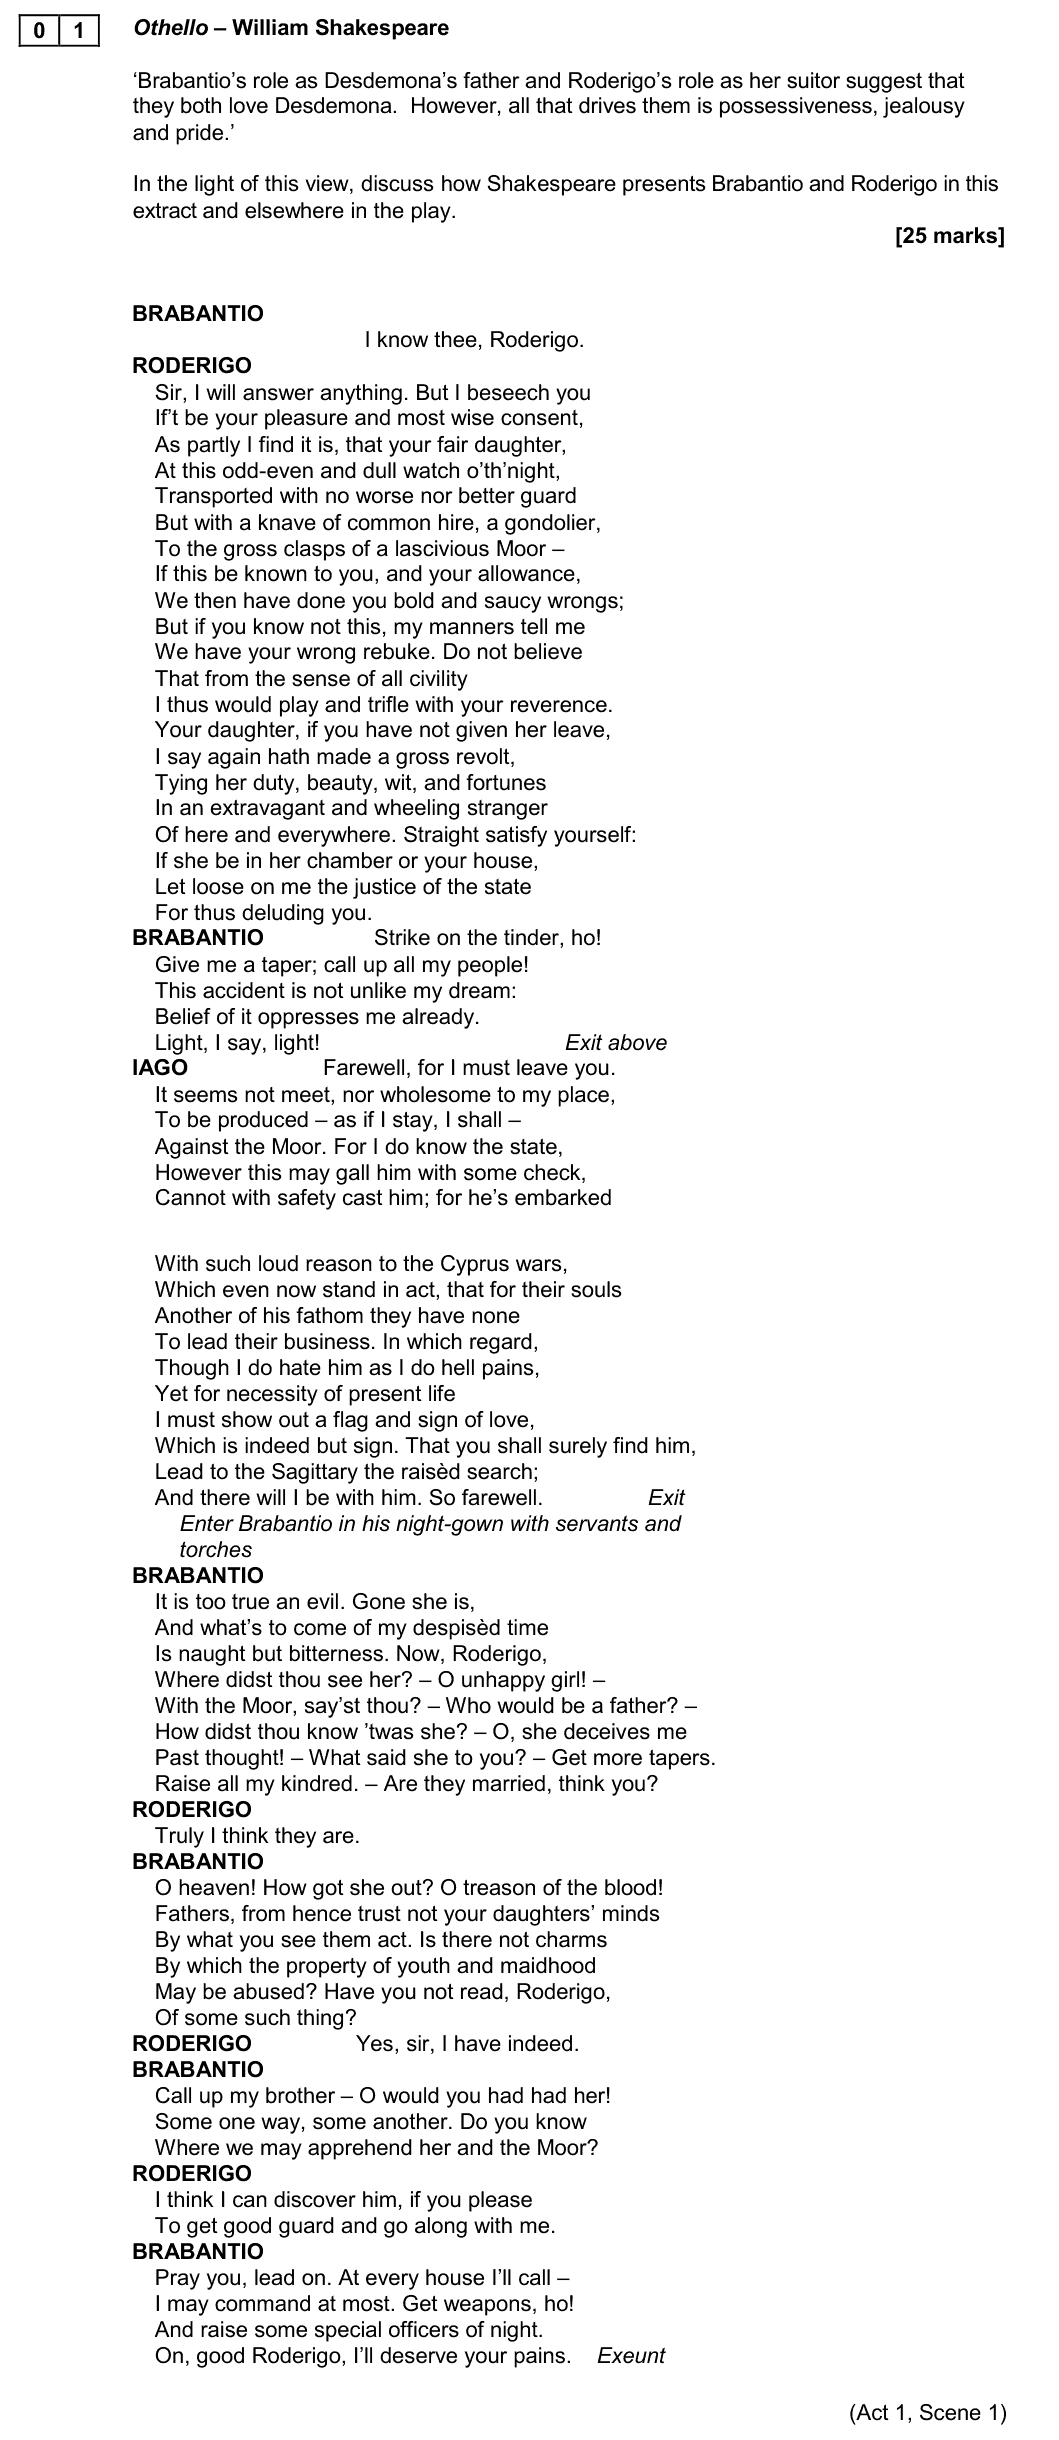 0 1 Othello – William Shakespeare
‘Brabantio’s role as Desdemona’s father and Roderigo’s role as her suitor suggest that
they both love Desdemona.  However, all that drives them is possessiveness, jealousy
and pride.’
In the light of this view, discuss how Shakespeare presents Brabantio and Roderigo in this
extract and elsewhere in the play.
[25 marks]
BRABANTIO
I know thee, Roderigo.
RODERIGO
Sir, I will answer anything. But I beseech you
If’t be your pleasure and most wise consent,
As partly I find it is, that your fair daughter,
At this odd-even and dull watch o’th’night,
Transported with no worse nor better guard
But with a knave of common hire, a gondolier,
To the gross clasps of a lascivious Moor –
If this be known to you, and your allowance,
We then have done you bold and saucy wrongs;
But if you know not this, my manners tell me
We have your wrong rebuke. Do not believe
That from the sense of all civility
I thus would play and trifle with your reverence.
Your daughter, if you have not given her leave,
I say again hath made a gross revolt,
Tying her duty, beauty, wit, and fortunes
In an extravagant and wheeling stranger
Of here and everywhere. Straight satisfy yourself:
If she be in her chamber or your house,
Let loose on me the justice of the state
For thus deluding you.
BRABANTIO Strike on the tinder, ho!
Give me a taper; call up all my people!
This accident is not unlike my dream:
Belief of it oppresses me already.
Light, I say, light! Exit above
IAGO Farewell, for I must leave you.
It seems not meet, nor wholesome to my place,
To be produced – as if I stay, I shall –
Against the Moor. For I do know the state,
However this may gall him with some check,
Cannot with safety cast him; for he’s embarked
With such loud reason to the Cyprus wars,
Which even now stand in act, that for their souls
Another of his fathom they have none
To lead their business. In which regard,
Though I do hate him as I do hell pains,
Yet for necessity of present life
I must show out a flag and sign of love,
Which is indeed but sign. That you shall surely find him,
Lead to the Sagittary the raisèd search;
And there will I be with him. So farewell. Exit
Enter Brabantio in his night-gown with servants and
torches
BRABANTIO
It is too true an evil. Gone she is,
And what’s to come of my despisèd time
Is naught but bitterness. Now, Roderigo,
Where didst thou see her? – O unhappy girl! –
With the Moor, say’st thou? – Who would be a father? –
How didst thou know ’twas she? – O, she deceives me
Past thought! – What said she to you? – Get more tapers.
Raise all my kindred. – Are they married, think you?
RODERIGO
Truly I think they are.
BRABANTIO
O heaven! How got she out? O treason of the blood!
Fathers, from hence trust not your daughters’ minds
By what you see them act. Is there not charms
By which the property of youth and maidhood
May be abused? Have you not read, Roderigo,
Of some such thing?
RODERIGO Yes, sir, I have indeed.
BRABANTIO
Call up my brother – O would you had had her!
Some one way, some another. Do you know
Where we may apprehend her and the Moor?
RODERIGO
I think I can discover him, if you please
To get good guard and go along with me.
BRABANTIO
Pray you, lead on. At every house I’ll call –
I may command at most. Get weapons, ho!
And raise some special officers of night.
On, good Roderigo, I’ll deserve your pains. Exeunt
(Act 1, Scene 1)